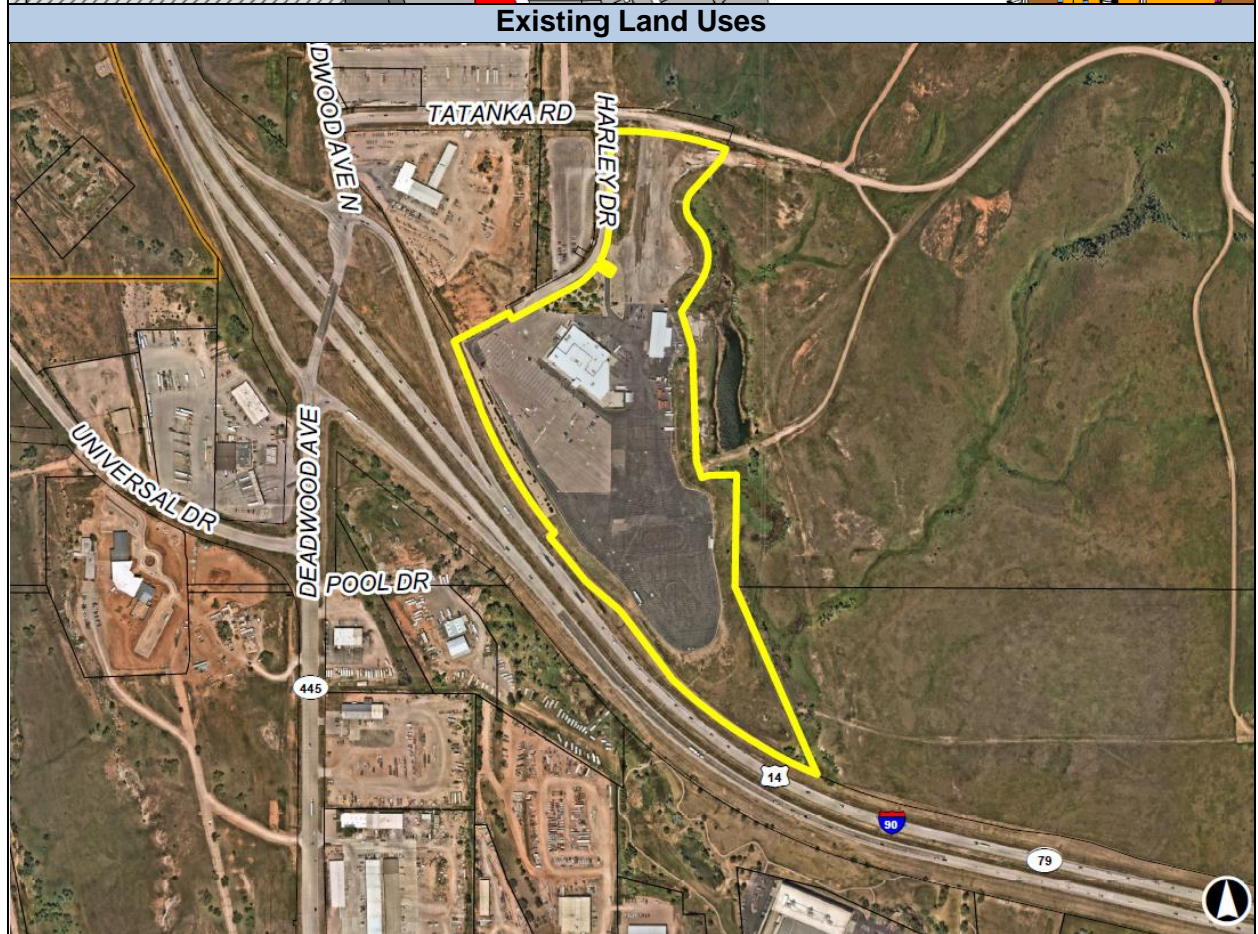 Existing Land Uses
DWOOD AVE N
TATANKA RD
HARLEY DR
UNIVERSAL DR
DEADWOOD AVE
POOL DR
445
14
90
79